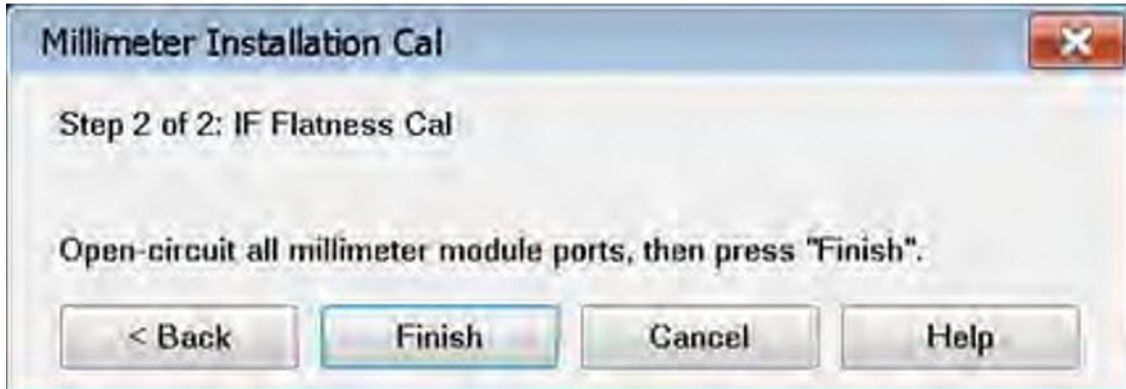 Millimeter Installation Cal
Step 2 of 2: IF Flatness Cal
Open-circuit all millimeter module ports, then press "Finish".
< Back Finish Cancel Help